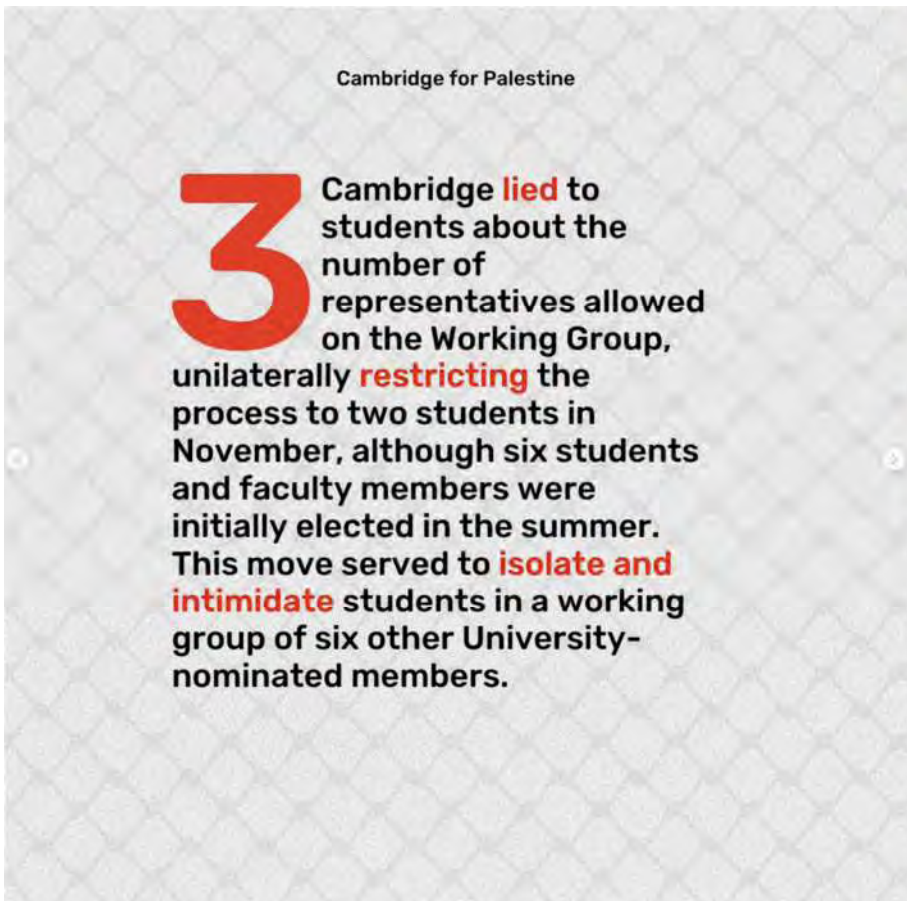 Cambridge for Palestine
3
Cambridge lied to
students about the
number of
representatives allowed
on the Working Group,
unilaterally restricting the
process to two students in
November, although six students
and faculty members were
initially elected in the summer.
This move served to isolate and
intimidate students in a working
group of six other University-
nominated members.